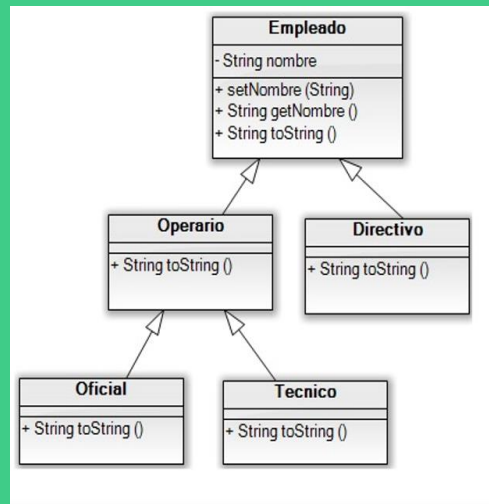 Empleado
- String nombre
+ setNombre (String)
+ String getNombre ()
+ String toString ()
Operario
+ String toString ()
Directivo
+ String toString ()
Oficial
+ String toString ()
Tecnico
+ String toString ()